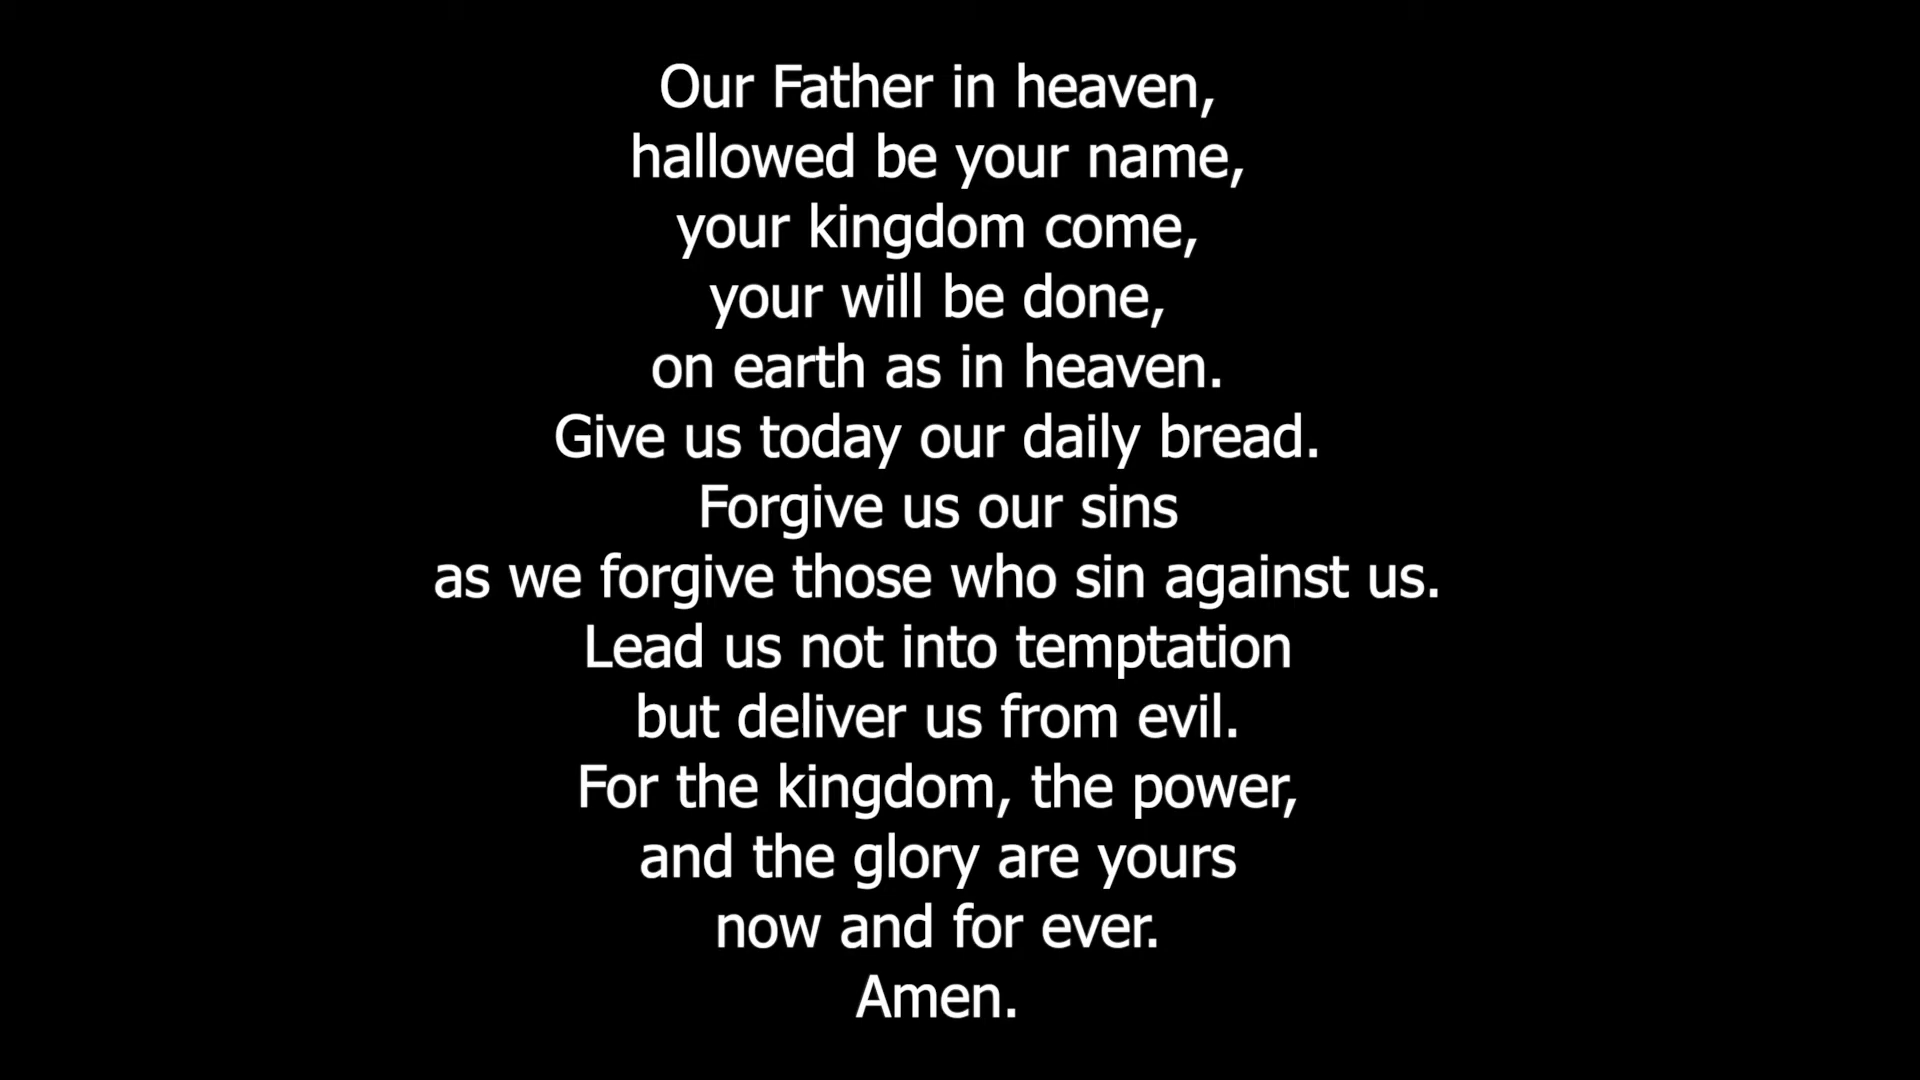 Our Father in heaven,
hallowed be your name,
your kingdom come,
your will be done,
on earth as in heaven.
Give us today our daily bread.
Forgive us our sins
as we forgive those who sin against us.
Lead us not into temptation
but deliver us from evil.
For the kingdom, the power,
and the glory are yours
now and for ever.
Amen.